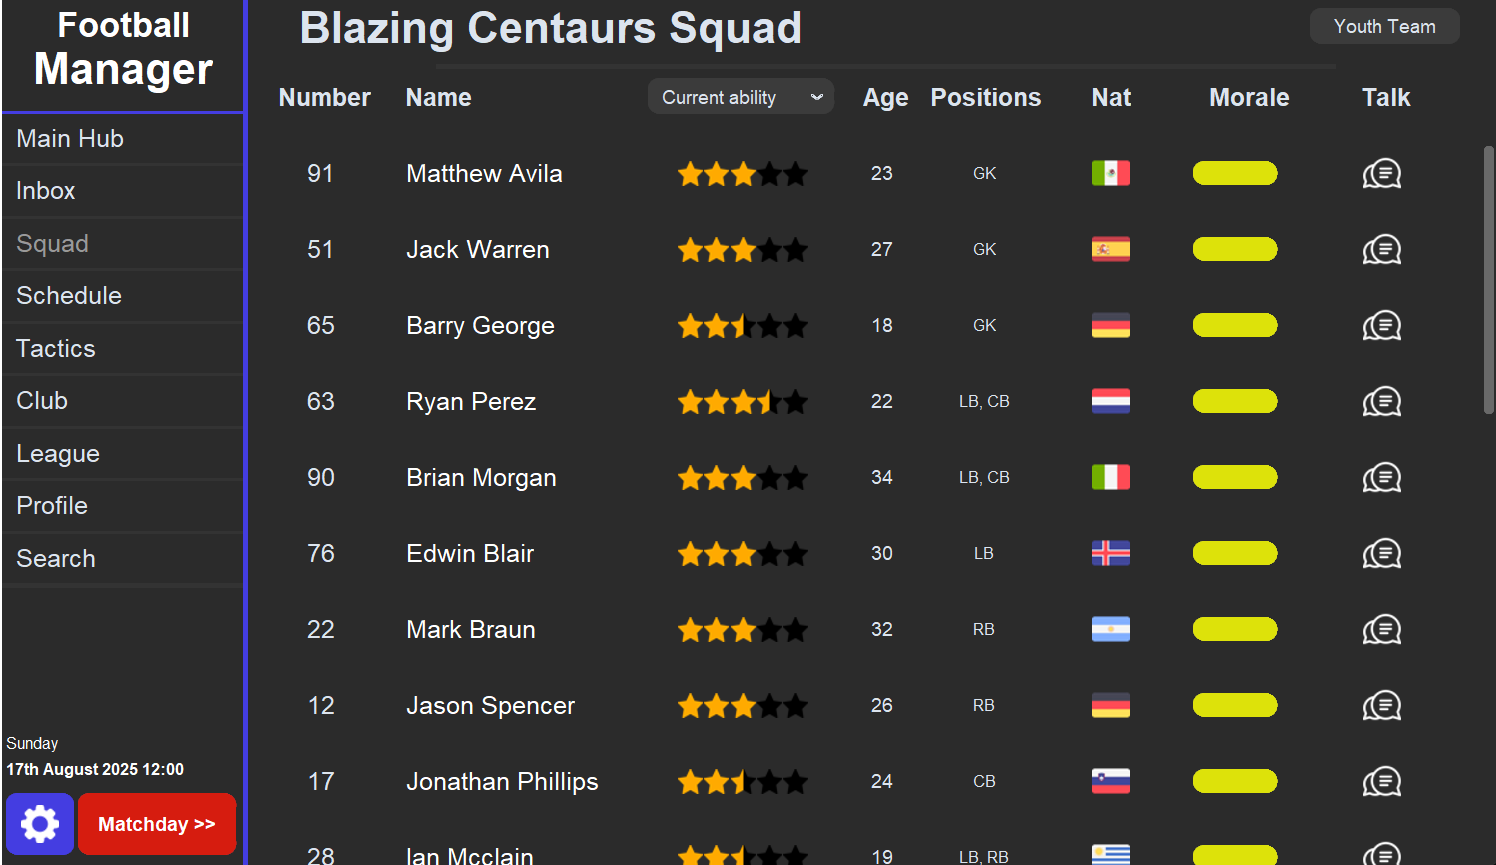 Football
Manager
Main Hub
Inbox
Squad
Schedule
Tactics
Club
League
Profile
Search
Sunday
17th August 2025 12:00
Matchday >>
Blazing Centaurs Squad
Youth Team
Number Name Current ability Age Positions Nat Morale Talk
91 Matthew Avila 23 GK
51 Jack Warren 27 GK
65 Barry George 18 GK
63 Ryan Perez 22 LB, CB
90 Brian Morgan 34 LB, CB
76 Edwin Blair 30 LB
22 Mark Braun 32 RB
12 Jason Spencer 26 RB
17 Jonathan Phillips 24 CB
28 Ian Mcclain 19 LB, RB